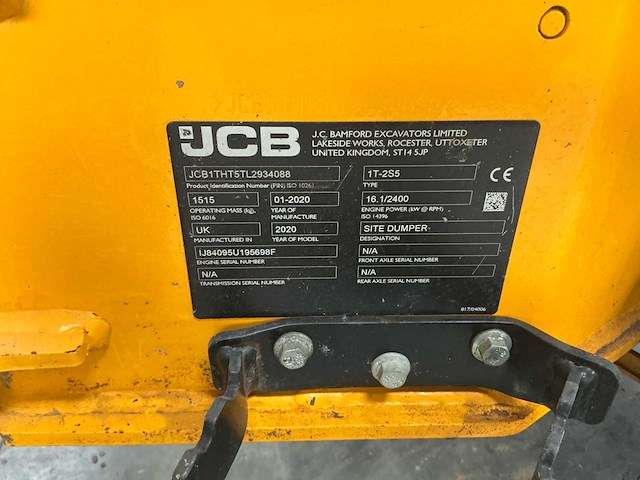 JCB
J.C. BAMFORD EXCAVATORS LIMITED
LAKESIDE WORKS, ROCESTER, UTTOXETER
UNITED KINGDOM, ST14 5JP
JCB1THT5TL2934088
Product Identification Number (PIN) ISO 10261
1T-2S5
TYPE
CE
1515
OPERATING MASS (kg),
ISO 6016
01-2020
YEAR OF
MANUFACTURE
16.1/2400
ENGINE POWER (kW @ RPM)
ISO 14396
UK
MANUFACTURED IN
2020
YEAR OF MODEL
SITE DUMPER
DESIGNATION
IJ84095U195698F
ENGINE SERIAL NUMBER
N/A
FRONT AXLE SERIAL NUMBER
N/A
TRANSMISSION SERIAL NUMBER
N/A
REAR AXLE SERIAL NUMBER
817/04006